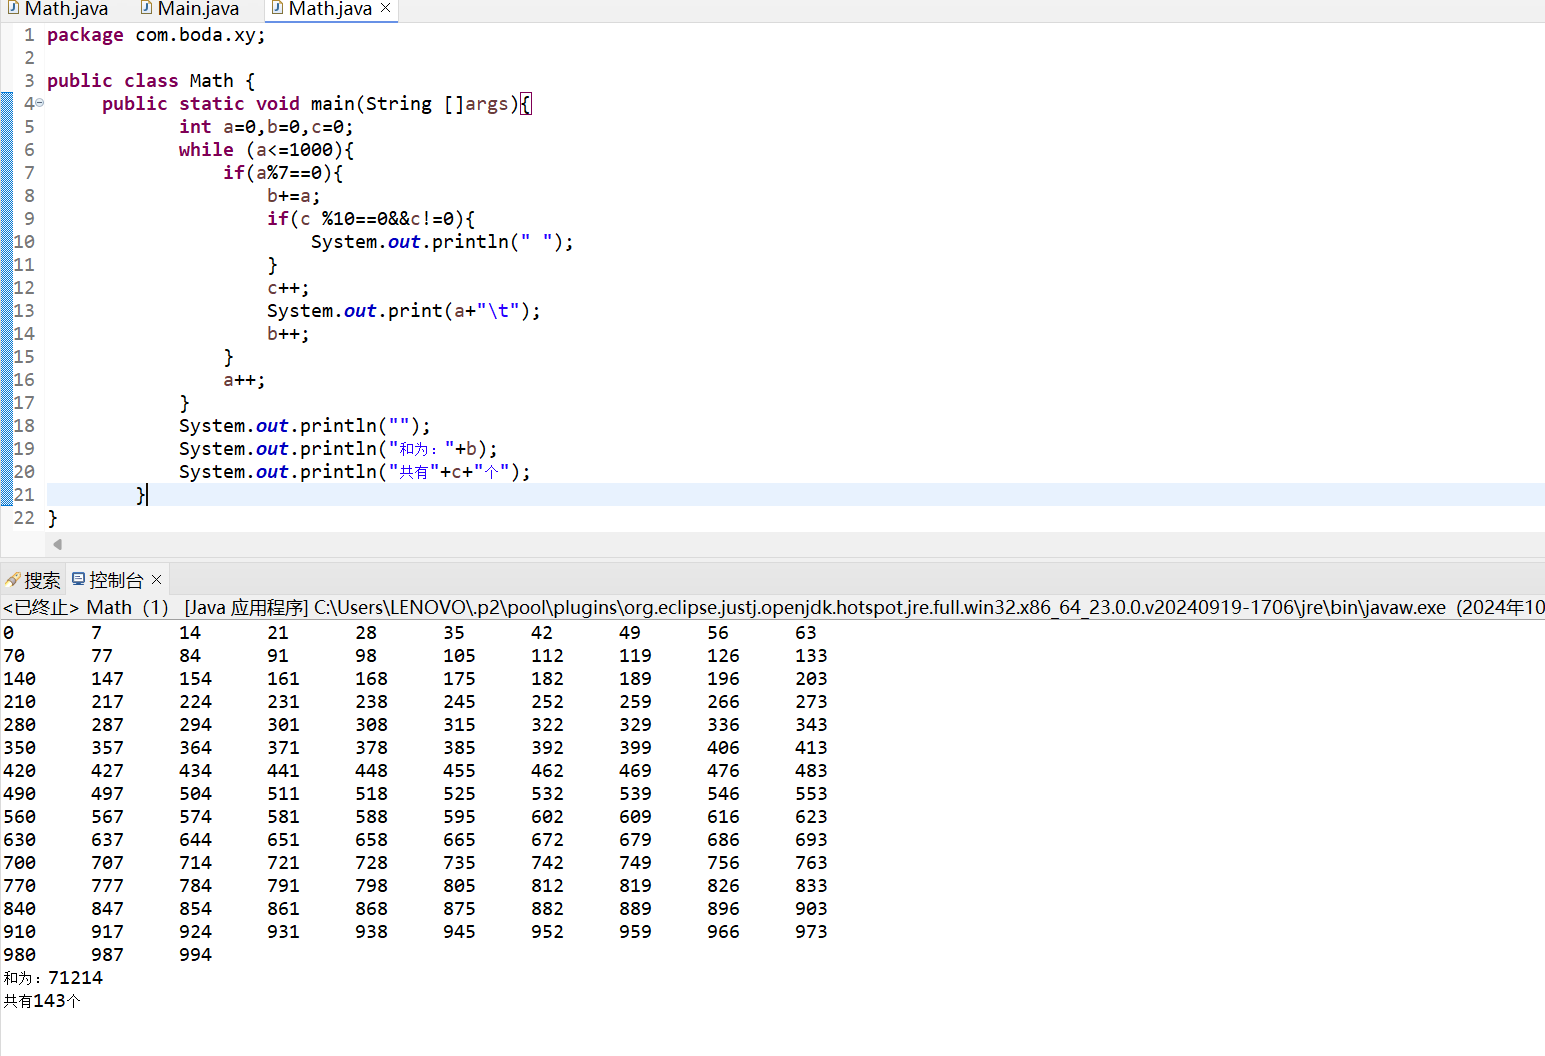 Math.java Main.java Math.java ×
1 package com.boda.xy;
2
3 public class Math {
4 public static void main(String []args){
5 int a=0,b=0,c=0;
6 while (a<=1000){
7 if(a%7==0){
8 b+=a;
9 if(c %10==0&&c!=0){
10 System.out.println(" ");
11 }
12 c++;
13 System.out.print(a+"\t");
14 b++;
15 }
16 a++;
17 }
18 System.out.println("");
19 System.out.println("和为："+b);
20 System.out.println("共有"+c+"个");
21 }
22 }
搜索 控制台 ×
<已终止> Math（1） [Java 应用程序] C:\Users\LENOVO\.p2\pool\plugins\org.eclipse.justj.openjdk.hotspot.jre.full.win32.x86_64_23.0.0.v20240919-1706\jre\bin\javaw.exe（2024年10
0 7 14 21 28 35 42 49 56 63
70 77 84 91 98 105 112 119 126 133
140 147 154 161 168 175 182 189 196 203
210 217 224 231 238 245 252 259 266 273
280 287 294 301 308 315 322 329 336 343
350 357 364 371 378 385 392 399 406 413
420 427 434 441 448 455 462 469 476 483
490 497 504 511 518 525 532 539 546 553
560 567 574 581 588 595 602 609 616 623
630 637 644 651 658 665 672 679 686 693
700 707 714 721 728 735 742 749 756 763
770 777 784 791 798 805 812 819 826 833
840 847 854 861 868 875 882 889 896 903
910 917 924 931 938 945 952 959 966 973
980 987 994
和为：71214
共有143个